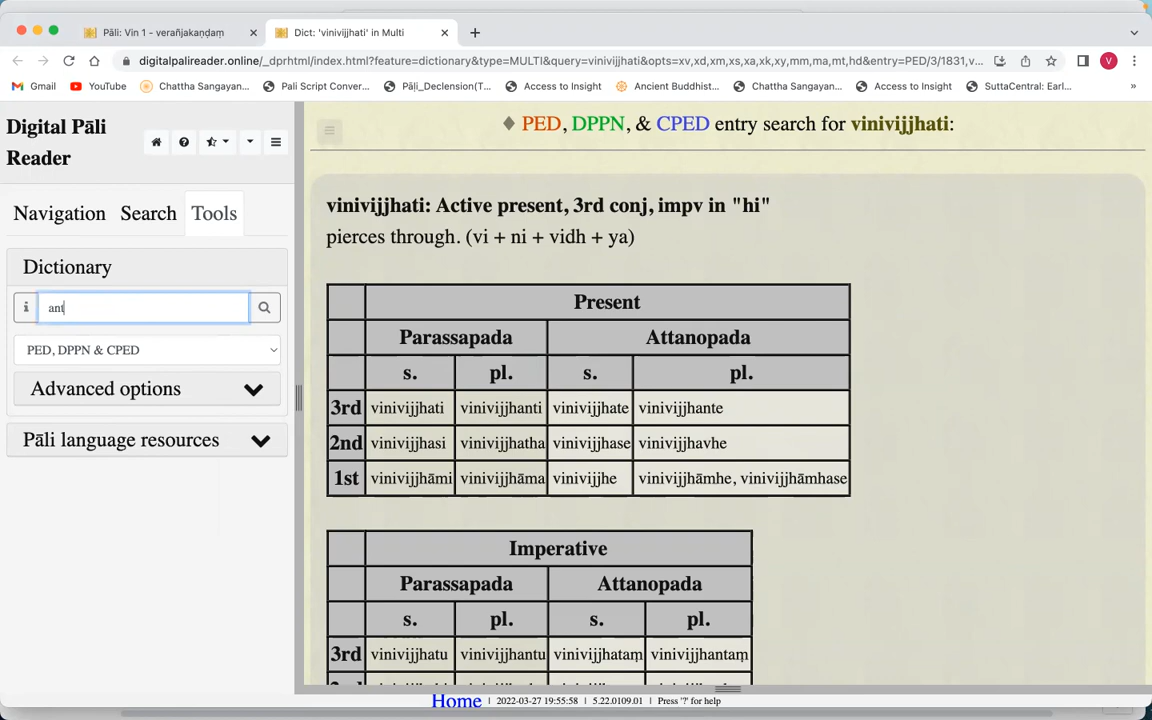 Pāli: Vin 1 - verañjakaṇḍaṃ
Dict: 'vinivijjhati' in Multi
digitalpalireader.online/_dprhtml/index.html?feature=dictionary&type=MULTI&query=vinivijjhati&opts=xv,xd,xm,xs,xa,xk,xy,mm,ma,mt,hd&entry=PED/3/1831,v...
V
Gmail
YouTube
Chattha Sangayan...
Pali Script Conver...
Pāḷi_Declension(T...
Access to Insight
Ancient Buddhist...
Chattha Sangayan...
Access to Insight
SuttaCentral: Earl...
»
Digital Pāli
Reader
Navigation Search Tools
Dictionary
ant
PED, DPPN & CPED
Advanced options
Pāli language resources
♦ PED, DPPN, & CPED entry search for vinivijjhati:
vinivijjhati: Active present, 3rd conj, impv in "hi"
pierces through. (vi + ni + vidh + ya)
Present
Parassapada Attanopada
s. pl. s. pl.
3rd vinivijjhati vinivijjhanti vinivijjhate vinivijjhante
2nd vinivijjhasi vinivijjhatha vinivijjhase vinivijjhavhe
1st vinivijjhāmi vinivijjhāma vinivijjhe vinivijjhāmhe, vinivijjhāmhase
Imperative
Parassapada Attanopada
s. pl. s. pl.
3rd vinivijjhatu vinivijjhantu vinivijjhataṃ vinivijjhantaṃ
Home | 2022-03-27 19:55:58 | 5.22.0109.01 | Press '?' for help